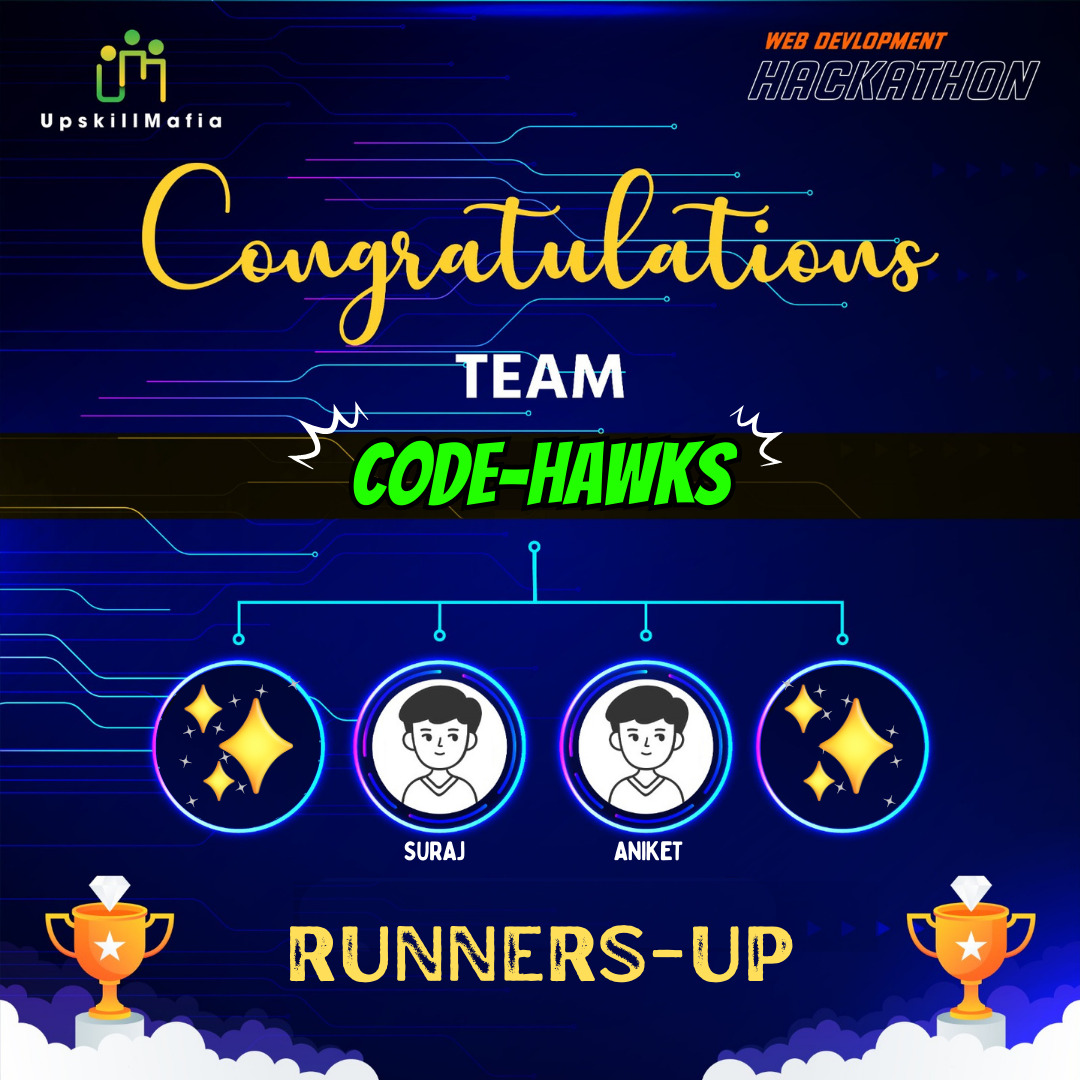 UpskillMafia
WEB DEVLOPMENT
HACKATHON
Congratulations
TEAM
CODE-HAWKS
SURAJ
ANIKET
RUNNERS-UP